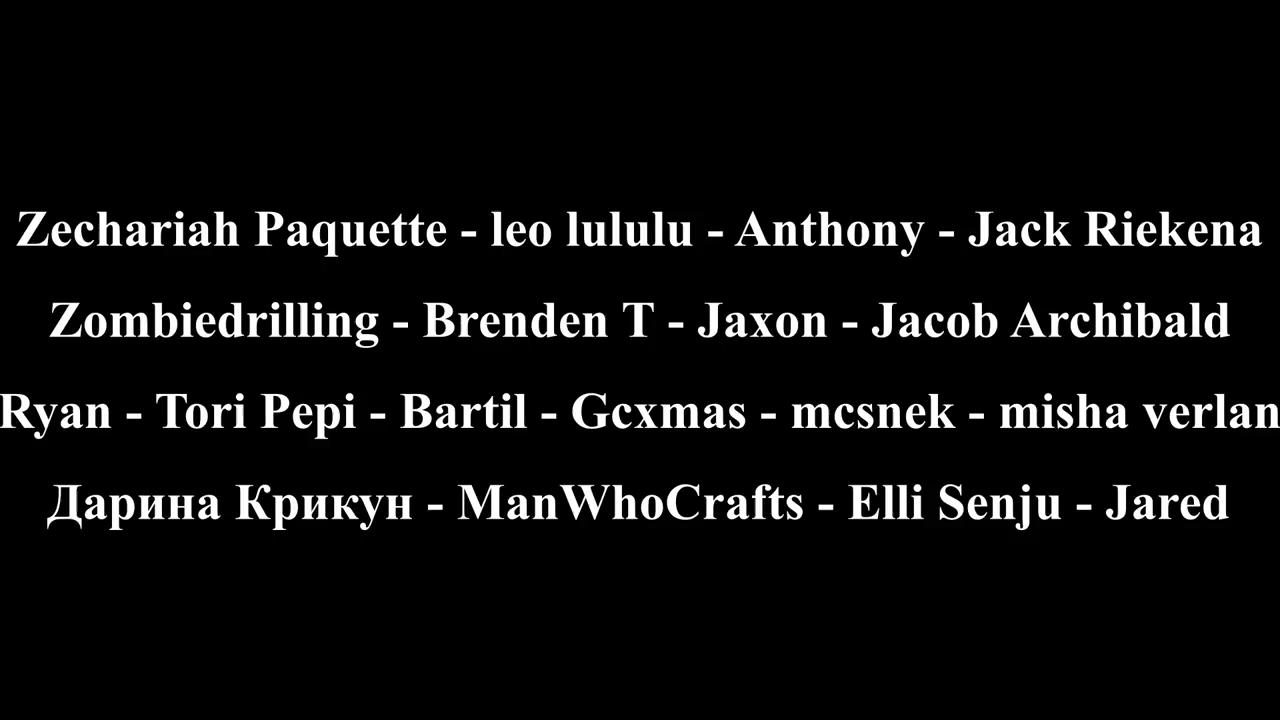 Zechariah Paquette - leo lululu - Anthony - Jack Riekena
Zombiedrilling - Brenden T - Jaxon - Jacob Archibald
Ryan - Tori Pepi - Bartil - Gcxmas - mcsnek - misha verlan
Дарина Крикун - ManWhoCrafts - Elli Senju - Jared